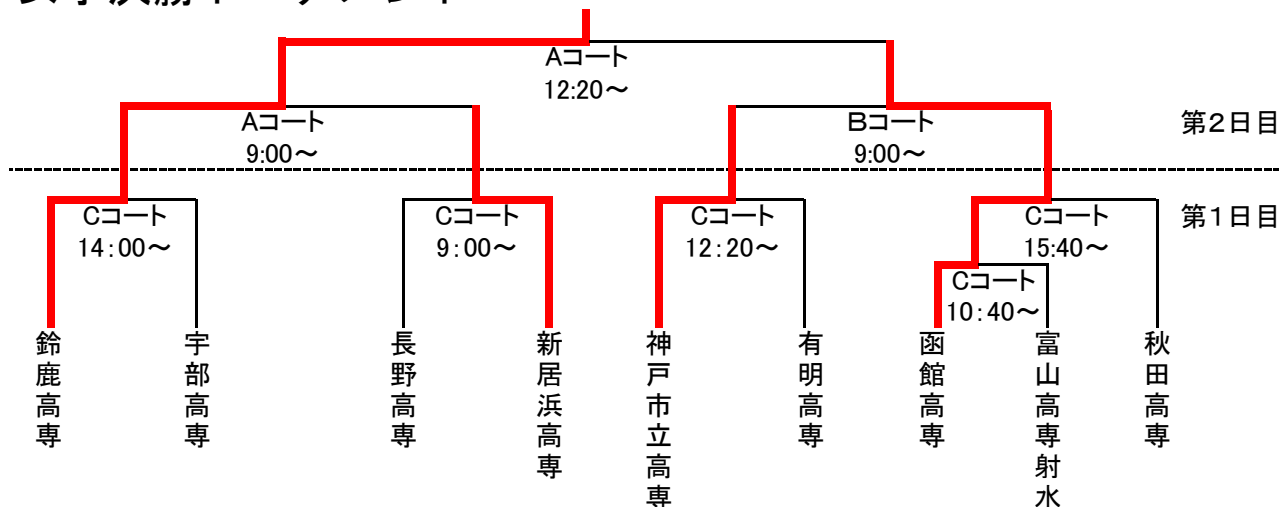 Aコート
12:20～
Aコート
9:00～
Bコート
9:00～
第2日目
Cコート
14:00～
Cコート
9:00～
Cコート
12:20～
Cコート
15:40～
第1日目
Cコート
10:40～
鈴鹿高専
宇部高専
長野高専
新居浜高専
神戸市立高専
有明高専
函館高専
富山高専射水
秋田高専